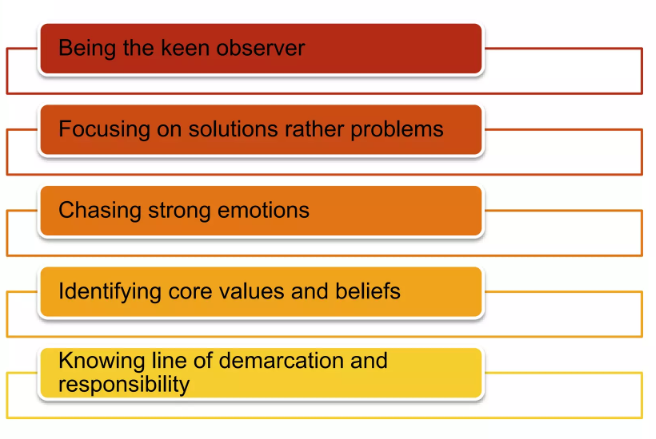 Being the keen observer
Focusing on solutions rather problems
Chasing strong emotions
Identifying core values and beliefs
Knowing line of demarcation and
responsibility